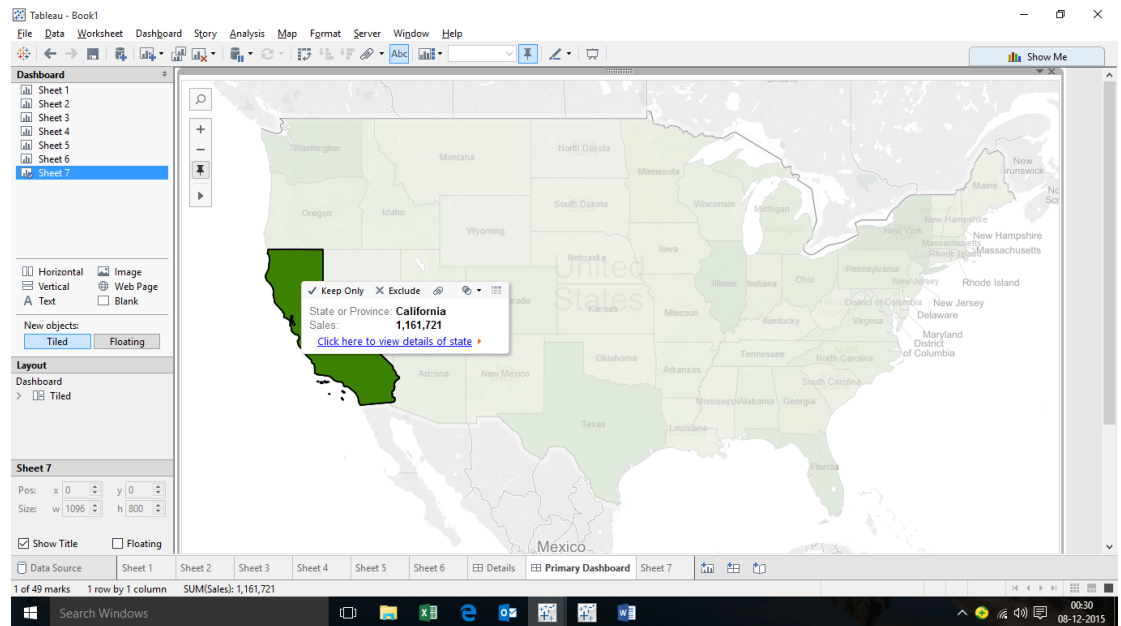 Tableau - Book1
File Data Worksheet Dashboard Story Analysis Map Format Server Window Help
Abc
Show Me
Dashboard
Sheet 1
Sheet 2
Sheet 3
Sheet 4
Sheet 5
Sheet 6
Sheet 7
Horizontal Image
Vertical Web Page
A Text Blank
New objects:
Tiled Floating
Layout
Dashboard
Tiled
Sheet 7
Pos: x 0 y 0
Size: w 1096 h 800
Show Title Floating
Washington
Montana
North Dakota
Minnesota
New
Maine
Oregon
Idaho
South Dakota
Wisconsin
Michigan
Michigan
New Hampshire
Wyoming
New York
New Hampshire
Massachusetts
Massachusetts
Iowa
Nebraska
Rhode Island
United
States
Pennsylvania
Illinois Indiana Ohio
New Jersey
Rhode Island
Kansas
Missouri
District of Columbia
New Jersey
Delaware
Kentucky
Virginia
Maryland
District
of Columbia
Keep Only Exclude
State or Province: California
Sales: 1,161,721
Click here to view details of state
Arizona
New Mexico
Oklahoma
Arkansas
Tennessee
North Carolina
South Carolina
Mississippi Alabama Georgia
Texas
Louisiana
Florida
Mexico
Data Source Sheet 1 Sheet 2 Sheet 3 Sheet 4 Sheet 5 Sheet 6 Details Primary Dashboard Sheet 7
1 of 49 marks 1 row by 1 column SUM(Sales): 1,161,721
Search Windows
00:30
08-12-2015